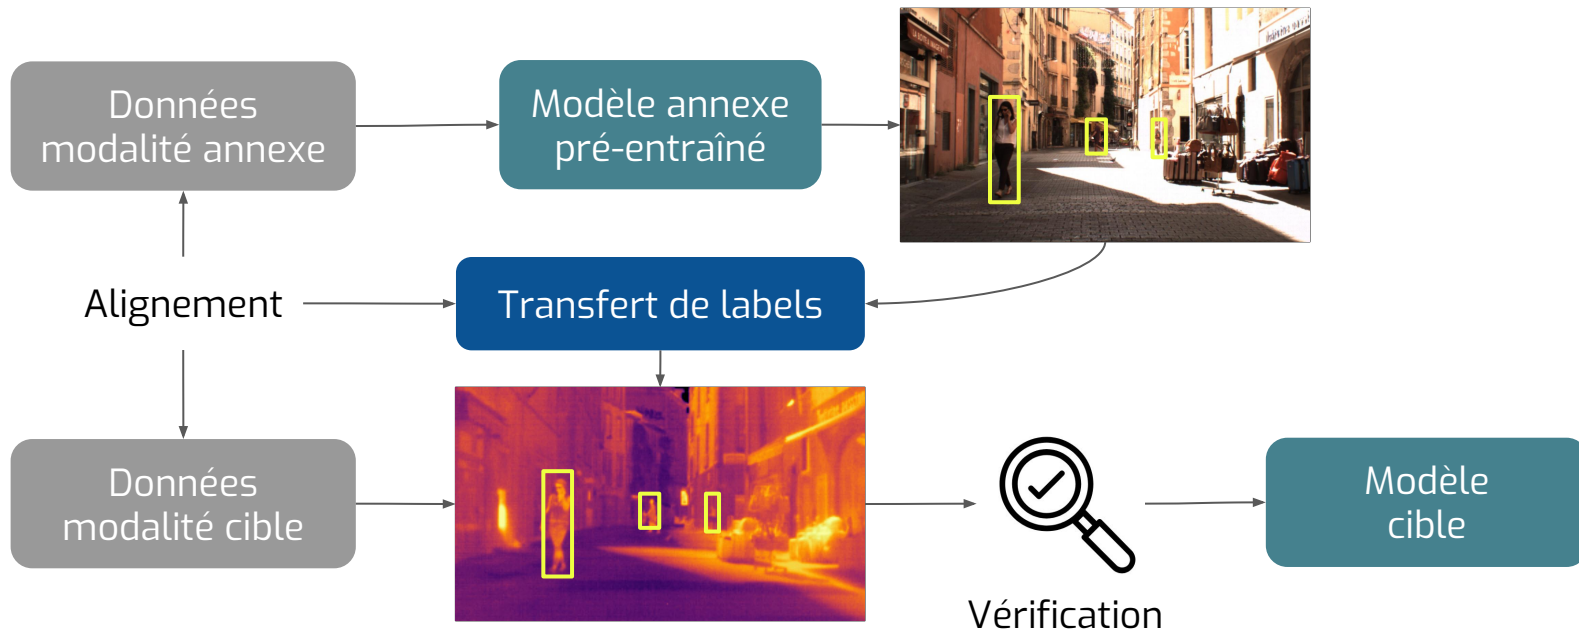 Données
modalité annexe
Modèle annexe
pré-entraîné
Alignement
Transfert de labels
Données
modalité cible
Vérification
Modèle
cible